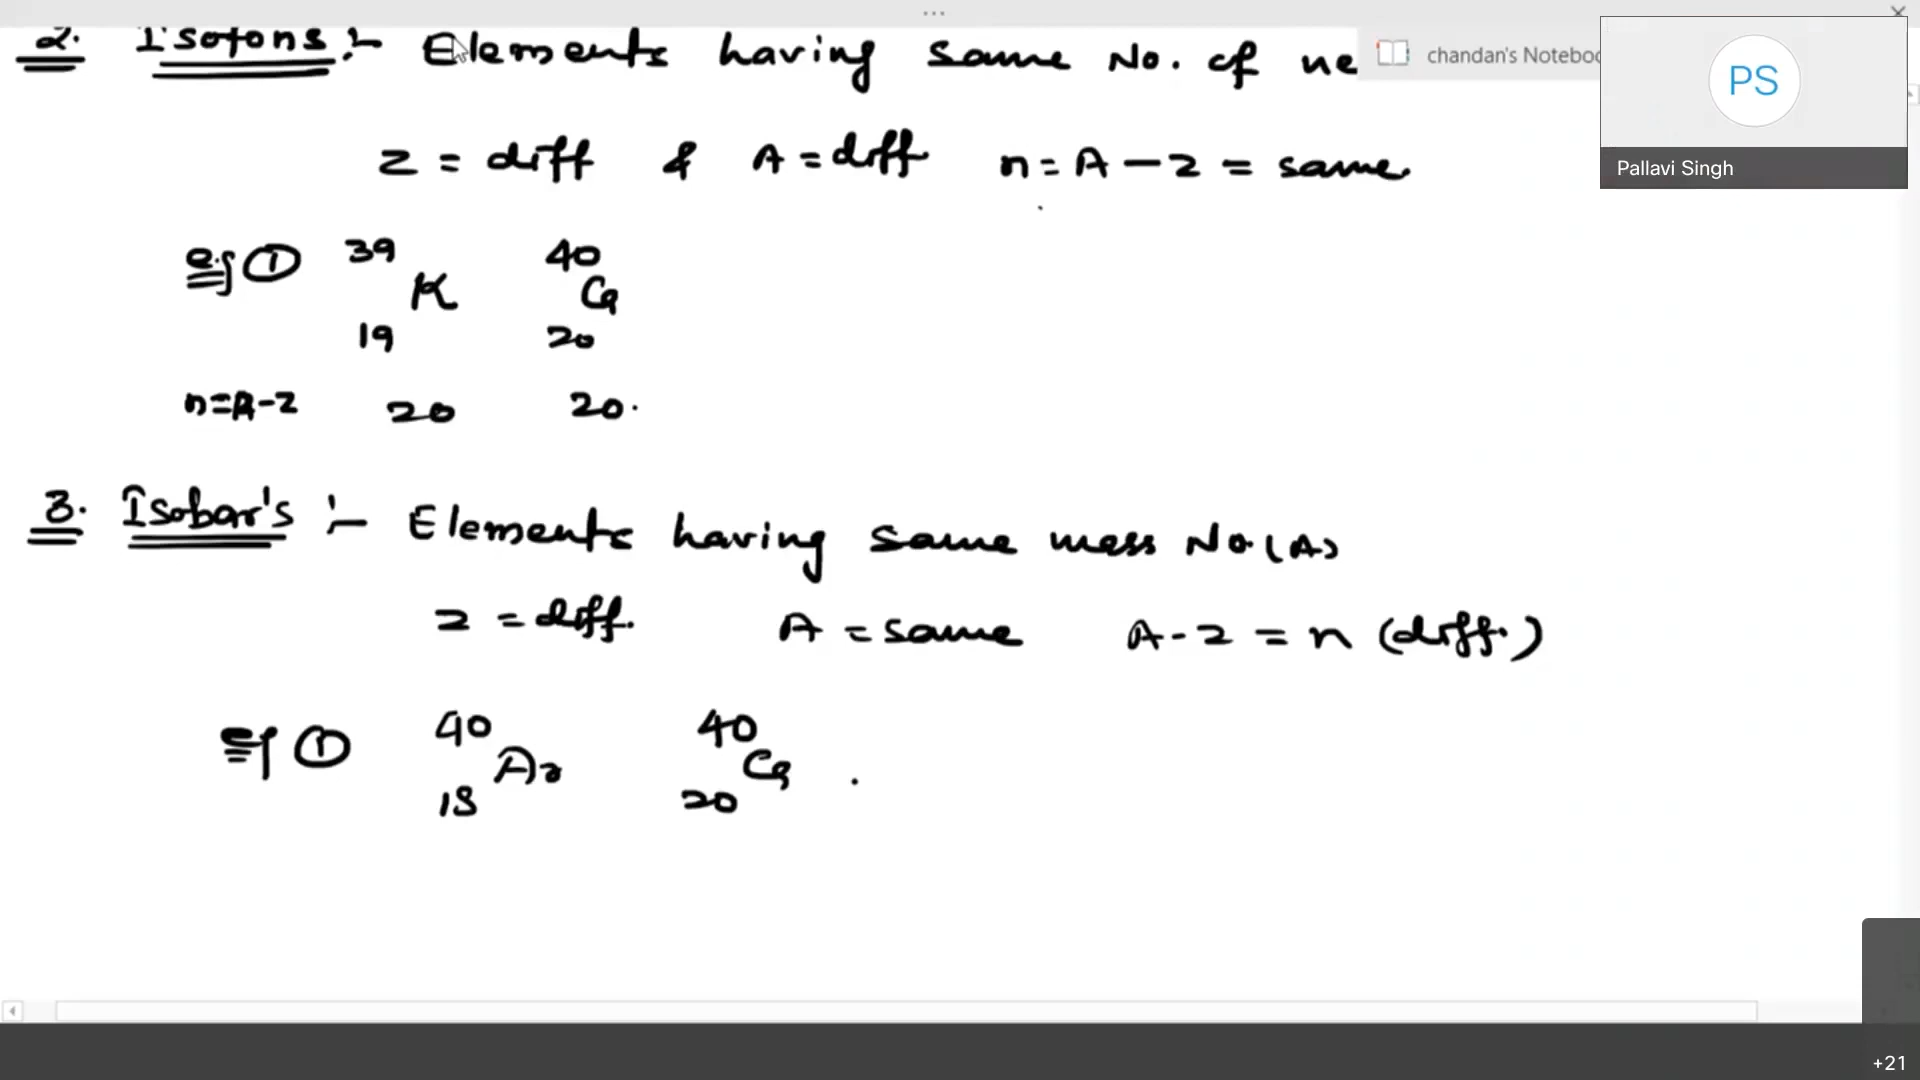 2. Isotons :- Elements having same No. of ne
chandan's Noteboo
PS
Pallavi Singh
z = diff & A = diff n = A - z = same.
e.g ① 39 K 19 40 Ca 20
n=A-z 20 20.
3. Isobar's :- Elements having same mass No. (A)
z = diff. A = same A - z = n (diff.)
Eg ① 40 Ar 18 40 Ca 20 .
+21